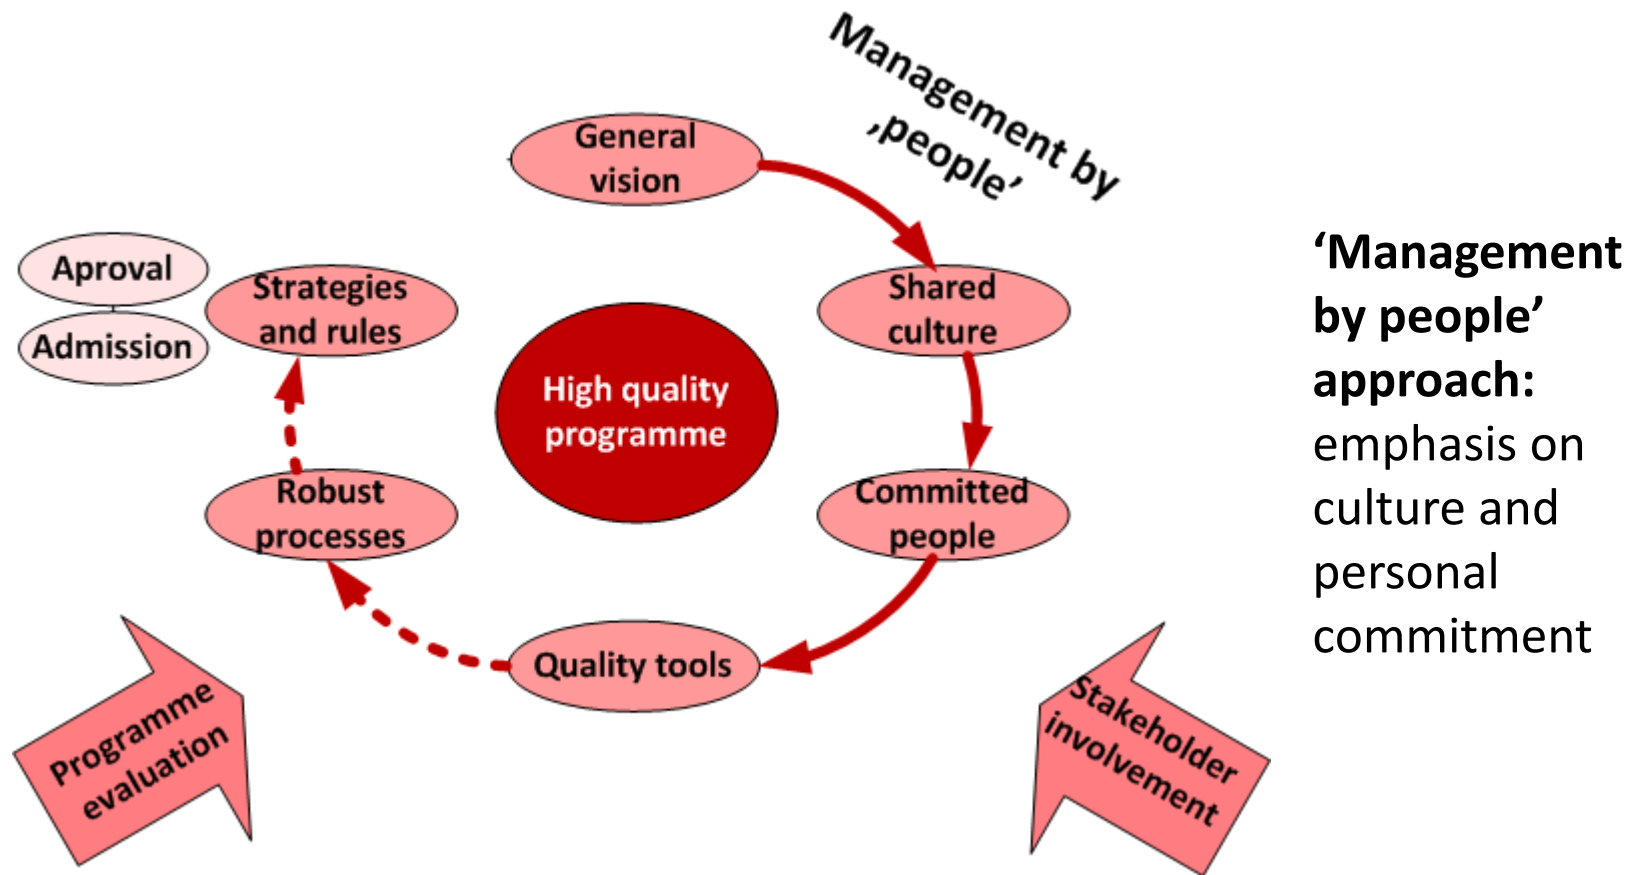 Management by
‚people’
General
vision
Aproval
Admission
Strategies
and rules
Shared
culture
High quality
programme
Robust
processes
Committed
people
Quality tools
Programme
evaluation
Stakeholder
involvement
‘Management
by people’
approach:
emphasis on
culture and
personal
commitment